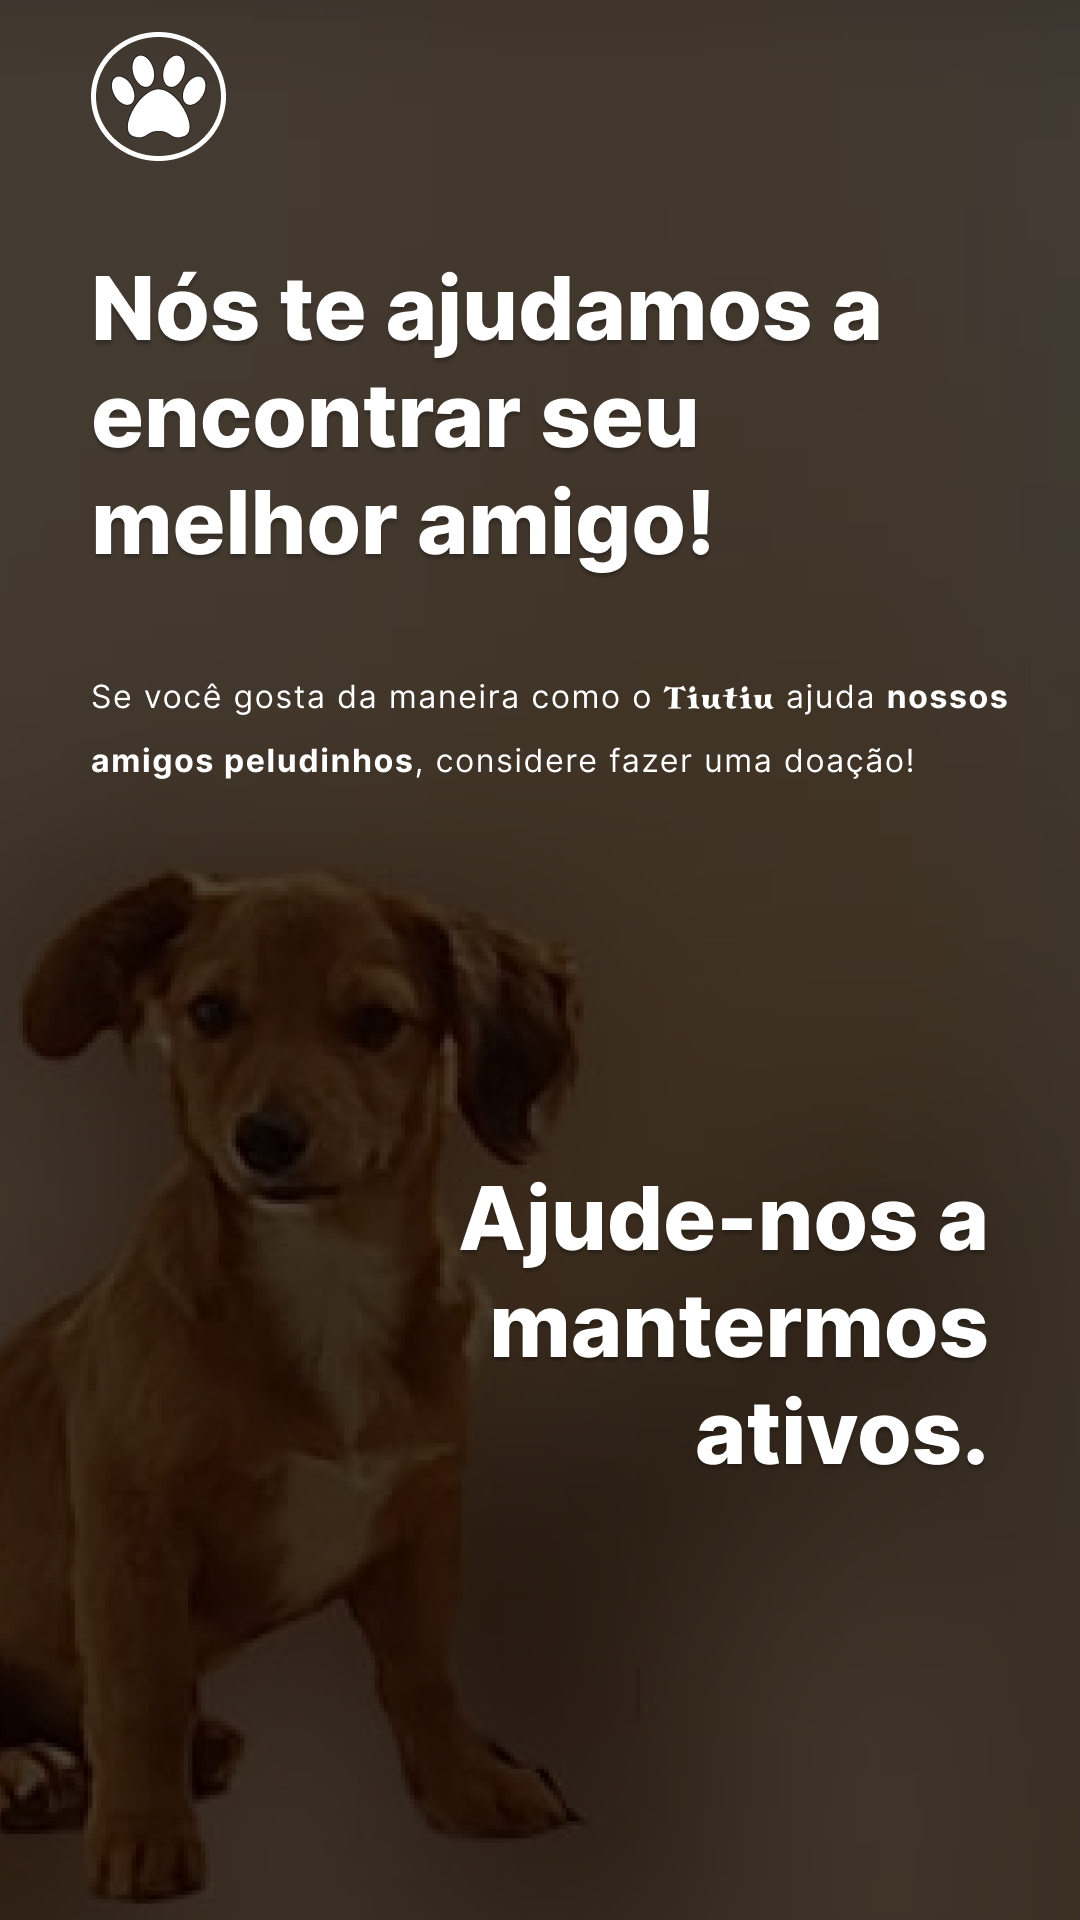 Nós te ajudamos a
encontrar seu
melhor amigo!
Se você gosta da maneira como o Tiutiu ajuda nossos
amigos peludinhos, considere fazer uma doação!
Ajude-nos a
mantermos
ativos.